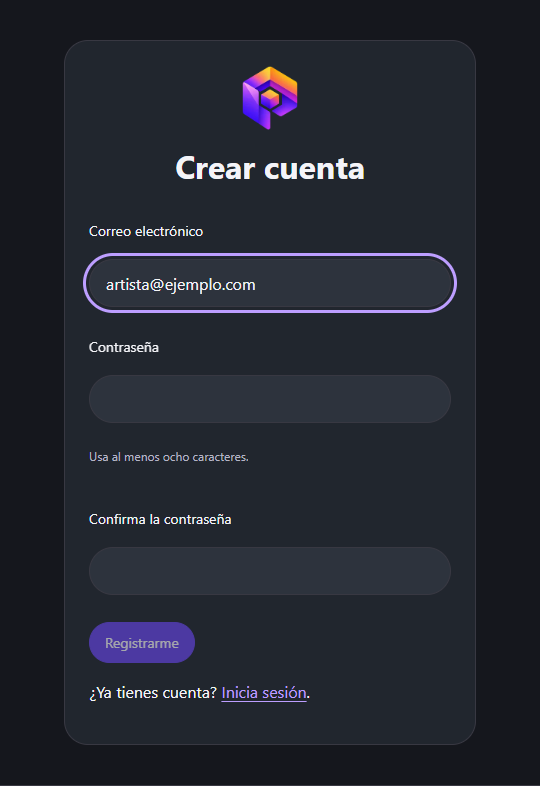 Crear cuenta
Correo electrónico
artista@ejemplo.com
Contraseña
Usa al menos ocho caracteres.
Confirma la contraseña
Registrarme
¿Ya tienes cuenta? Inicia sesión.